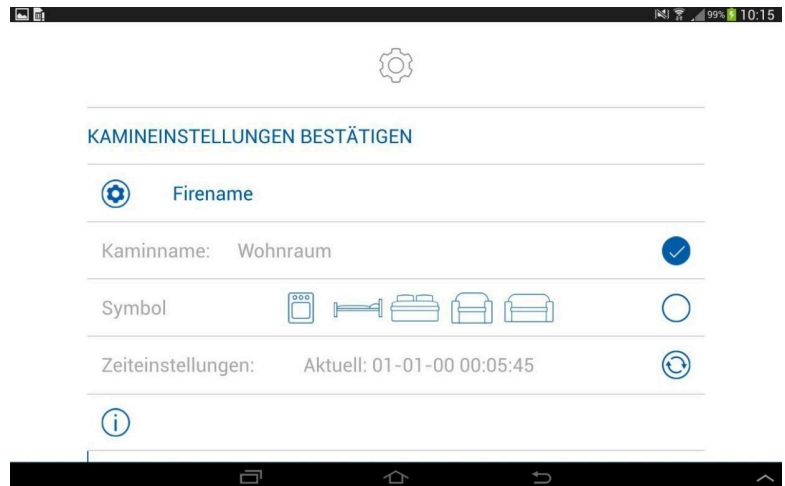 99% 10:15
KAMINEINSTELLUNGEN BESTÄTIGEN
Firename
Kaminname: Wohnraum
Symbol
Zeiteinstellungen: Aktuell: 01-01-00 00:05:45